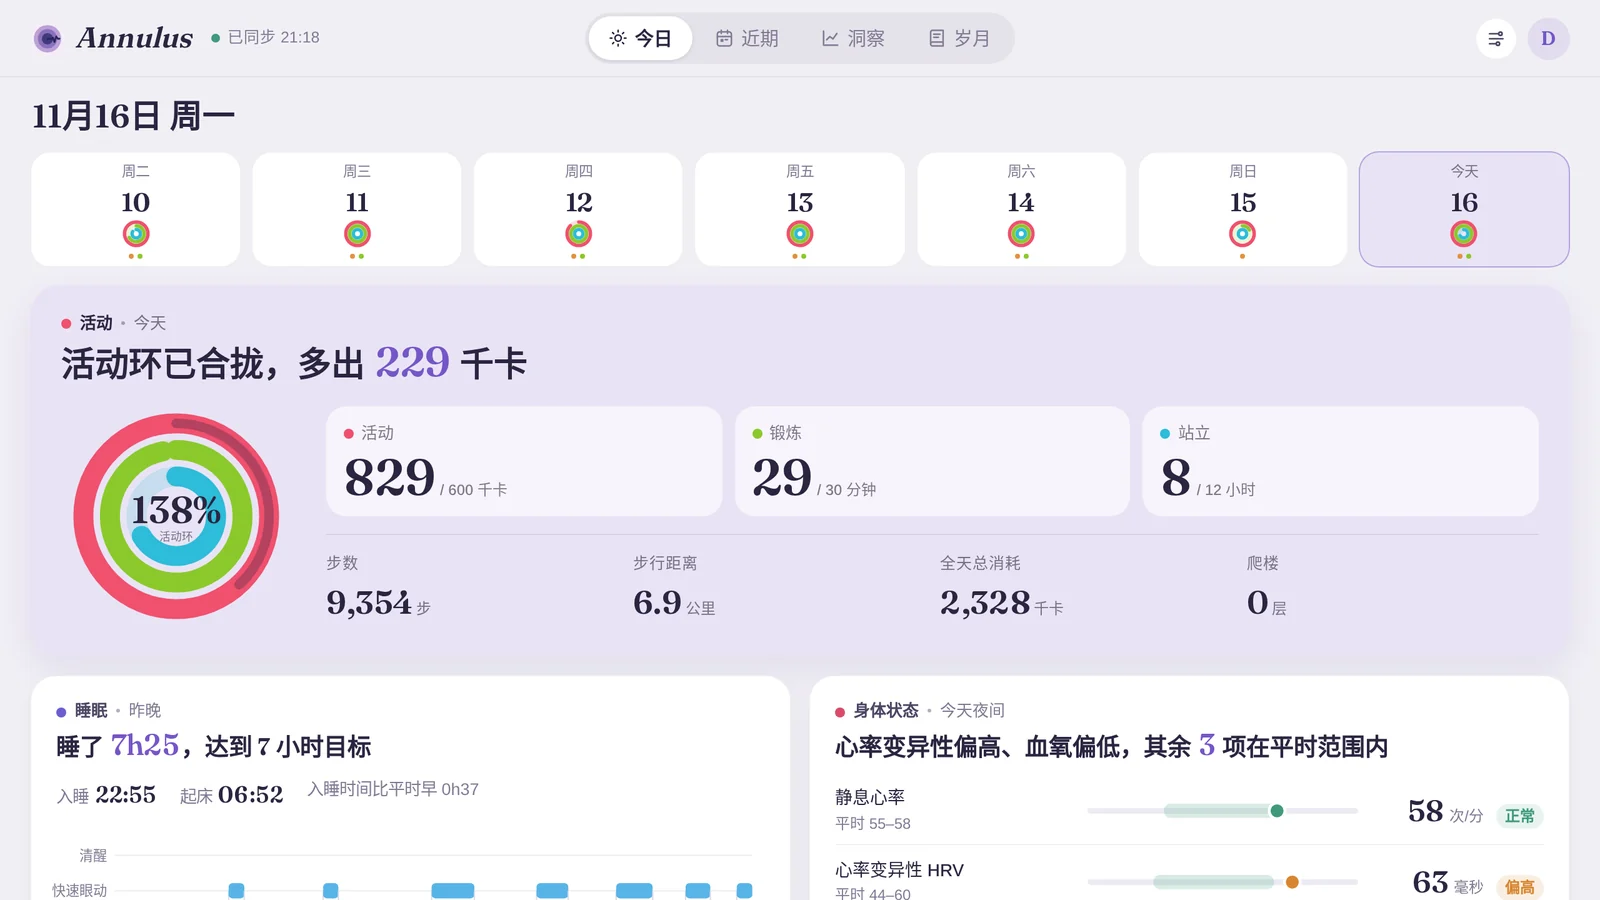 Annulus
已同步 21:18
今日
近期
洞察
岁月
D
11月16日 周一
周二
10
周三
11
周四
12
周五
13
周六
14
周日
15
今天
16
活动 • 今天
活动环已合拢，多出 229 千卡
138%
活动环
活动
829 / 600 千卡
锻炼
29 / 30 分钟
站立
8 / 12 小时
步数
9,354 步
步行距离
6.9 公里
全天总消耗
2,328 千卡
爬楼
0 层
睡眠 • 昨晚
睡了 7h25，达到 7 小时目标
入睡 22:55 起床 06:52 入睡时间比平时早 0h37
清醒
快速眼动
身体状态 • 今天夜间
心率变异性偏高、血氧偏低，其余 3 项在平时范围内
静息心率
平时 55–58
58 次/分 正常
心率变异性 HRV
平时 44–60
63 毫秒 偏高